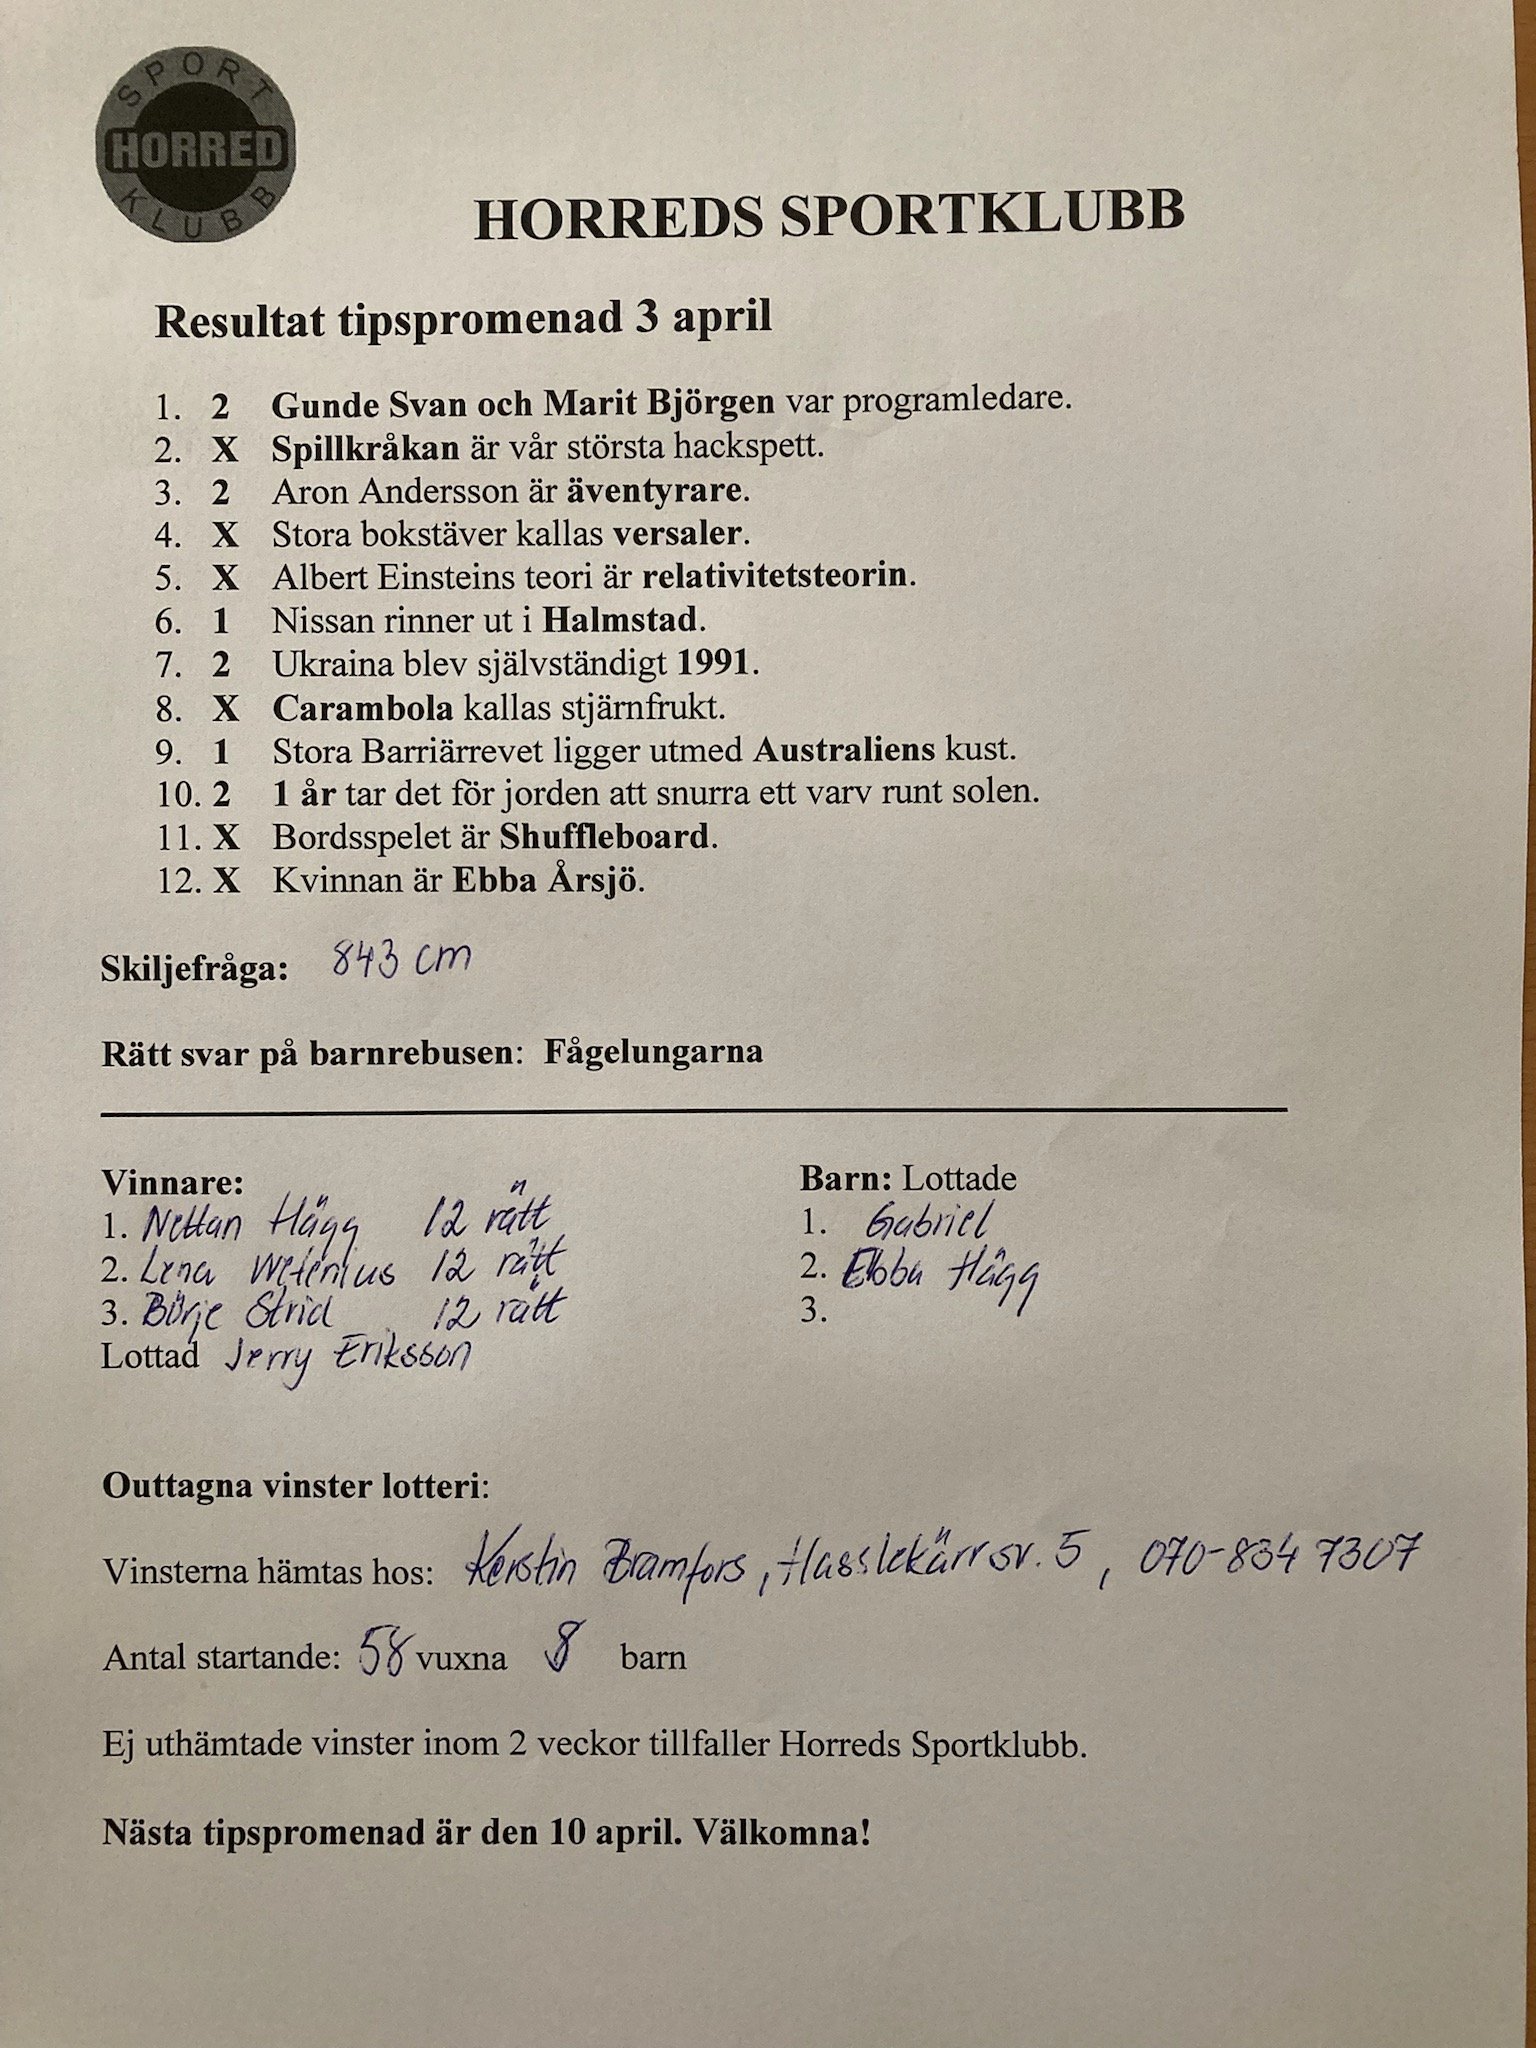 SPORT
HORRED
KLUBB
HORREDS SPORTKLUBB
Resultat tipspromenad 3 april
1. 2 Gunde Svan och Marit Björgen var programledare.
2. X Spillkråkan är vår största hackspett.
3. 2 Aron Andersson är äventyrare.
4. X Stora bokstäver kallas versaler.
5. X Albert Einsteins teori är relativitetsteorin.
6. 1 Nissan rinner ut i Halmstad.
7. 2 Ukraina blev självständigt 1991.
8. X Carambola kallas stjärnfrukt.
9. 1 Stora Barriärrevet ligger utmed Australiens kust.
10. 2 1 år tar det för jorden att snurra ett varv runt solen.
11. X Bordsspelet är Shuffleboard.
12. X Kvinnan är Ebba Årsjö.
Skiljefråga: 843 cm
Rätt svar på barnrebusen: Fågelungarna
Vinnare:
1. Nettan Hägg 12 rätt
2. Lena Wetenius 12 rätt
3. Börje Strid 12 rätt
Lottad Jerry Eriksson
Barn: Lottade
1. Gabriel
2. Ebba Hägg
3.
Outtagna vinster lotteri:
Vinsterna hämtas hos: Kerstin Bramfors, Hasslekärrsv. 5, 070-834 7307
Antal startande: 58 vuxna 8 barn
Ej uthämtade vinster inom 2 veckor tillfaller Horreds Sportklubb.
Nästa tipspromenad är den 10 april. Välkomna!